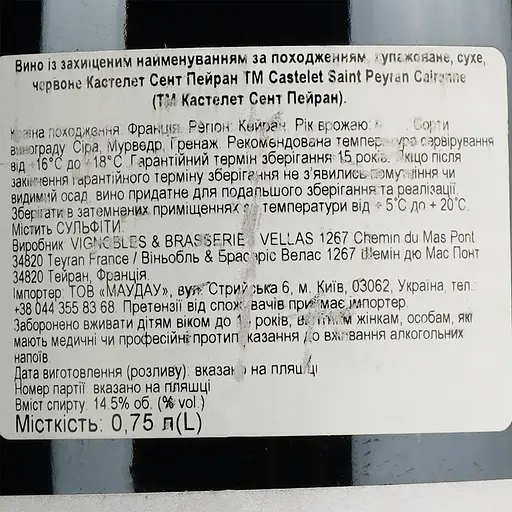 Вино із захищеним найменуванням за походженням, купажоване, сухе,
червоне Кастелет Сент Пейран ТМ Castelet Saint Peyran Cairanne
(ТМ Кастелет Сент Пейран).
Країна походження: Франція. Регіон: Кейран. Рік врожаю: Сорти
винограду: Сіра, Мурведр, Гренаж. Рекомендована температура сервірування
від +16°С до +18°С. Гарантійний термін зберігання 15 років. Якщо після
закінчення гарантійного терміну зберігання не з'явились помутніння чи
видимий осад, вино придатне для подальшого зберігання та реалізації.
Зберігати в затемнених приміщеннях за температури від + 5°С до + 20°С.
Містить СУЛЬФІТИ.
Виробник: VIGNOBLES & BRASSERIE VELLAS 1267 Chemin du Mas Pont
34820 Teyran France / Віньобль & Брасеріс Велас 1267 Шемін дю Мас Понт
34820 Тейран, Франція.
Імпортер: ТОВ «МАУДАУ», вул. Стрийська 6, м. Київ, 03062, Україна, тел.:
+38 044 355 83 68. Претензії від споживачів приймає імпортер.
Заборонено вживати дітям віком до років, вагітним жінкам, особам, які
мають медичні чи професійні протипоказання до вживання алкогольних
напоїв.
Дата виготовлення (розливу): вказано на пляшці
Номер партії: вказано на пляшці
Вміст спирту: 14.5% об. (% vol.)
Місткість: 0,75 л(L)